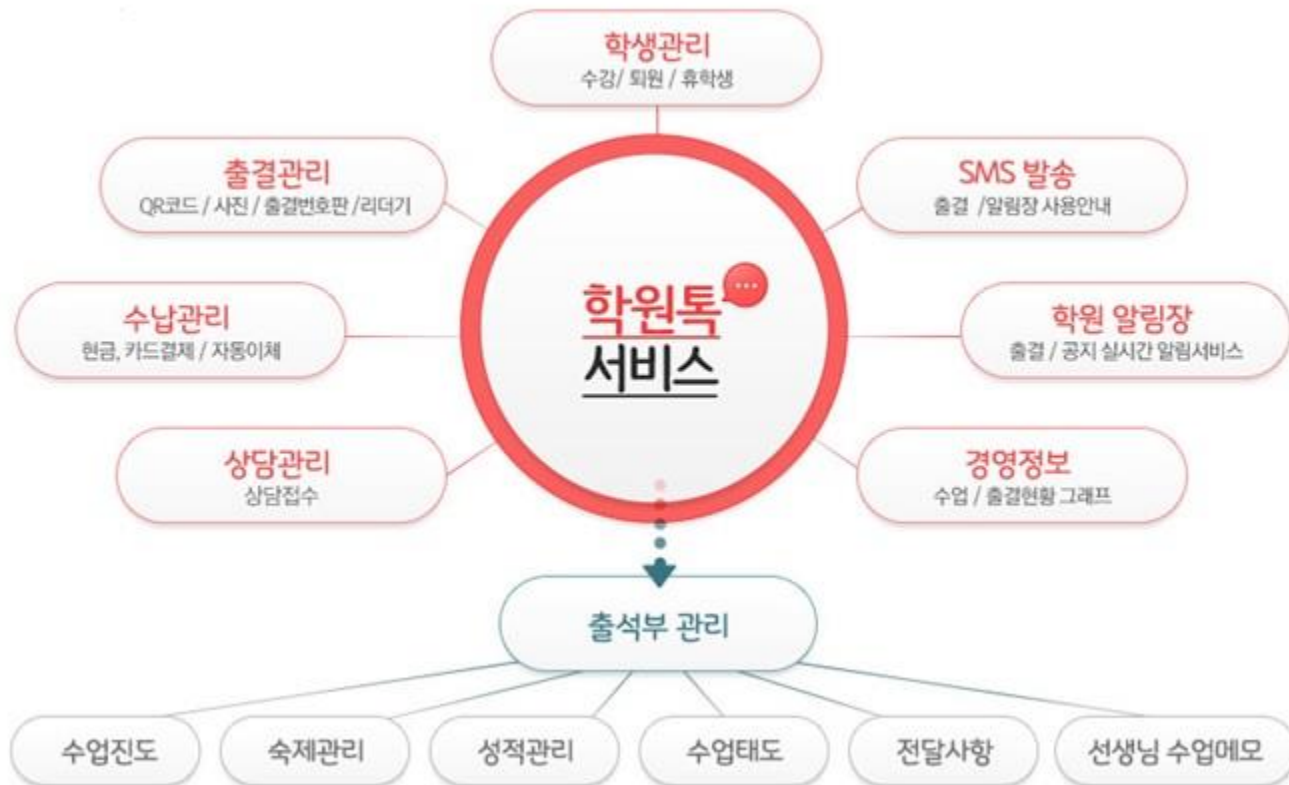 학생관리
수강/ 퇴원 / 휴학생
출결관리
QR코드 / 사진 / 출결번호판 /리더기
SMS 발송
출결 /알림장 사용안내
수납관리
현금, 카드결제 / 자동이체
학원톡
서비스
학원 알림장
출결 / 공지 실시간 알림서비스
상담관리
상담접수
경영정보
수업 / 출결현황 그래프
출석부 관리
수업진도
숙제관리
성적관리
수업태도
전달사항
선생님 수업메모